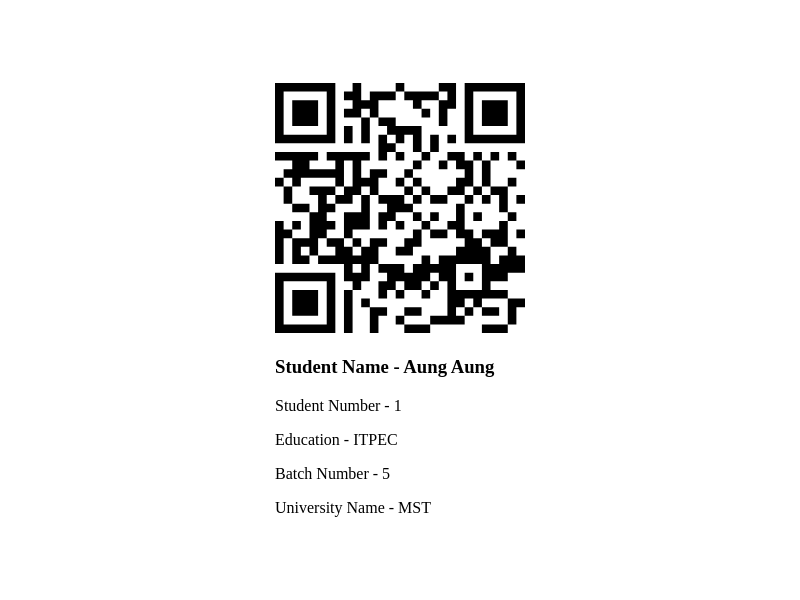 Student Name - Aung Aung
Student Number - 1
Education - ITPEC
Batch Number - 5
University Name - MST